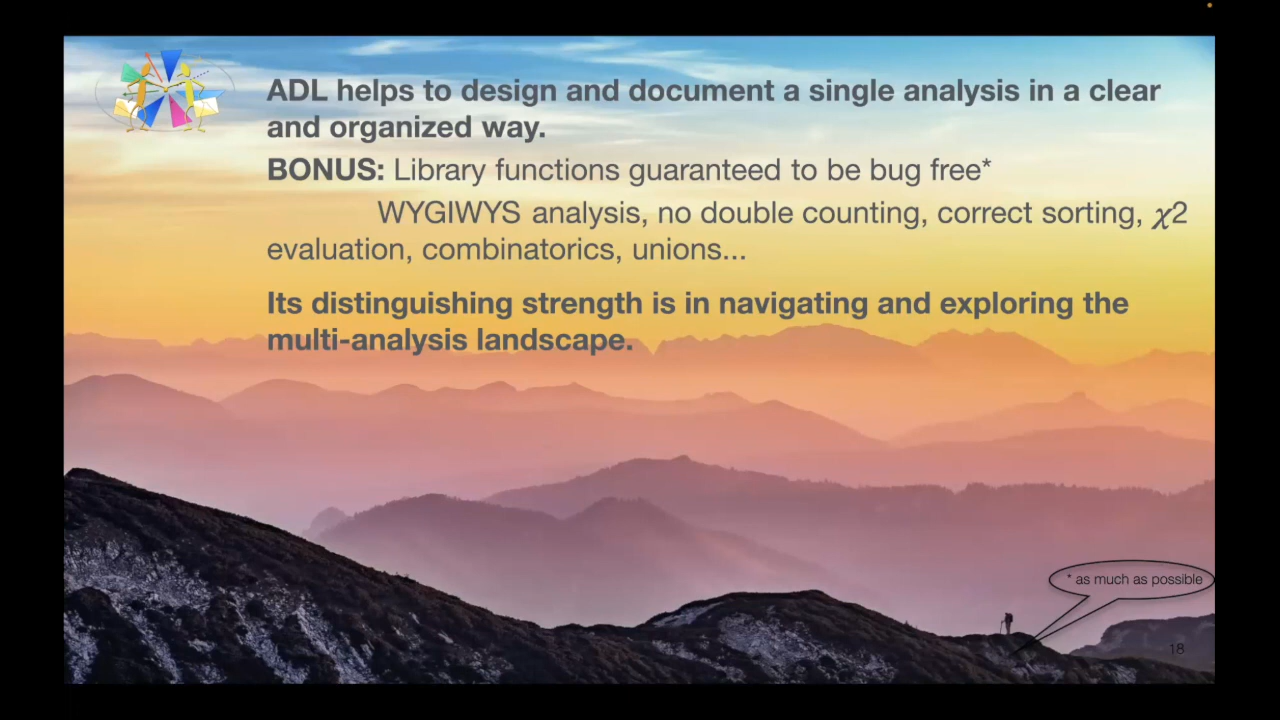 ADL helps to design and document a single analysis in a clear
and organized way.
BONUS: Library functions guaranteed to be bug free*
WYGIWYS analysis, no double counting, correct sorting, χ2
evaluation, combinatorics, unions...
Its distinguishing strength is in navigating and exploring the
multi-analysis landscape.
* as much as possible
18